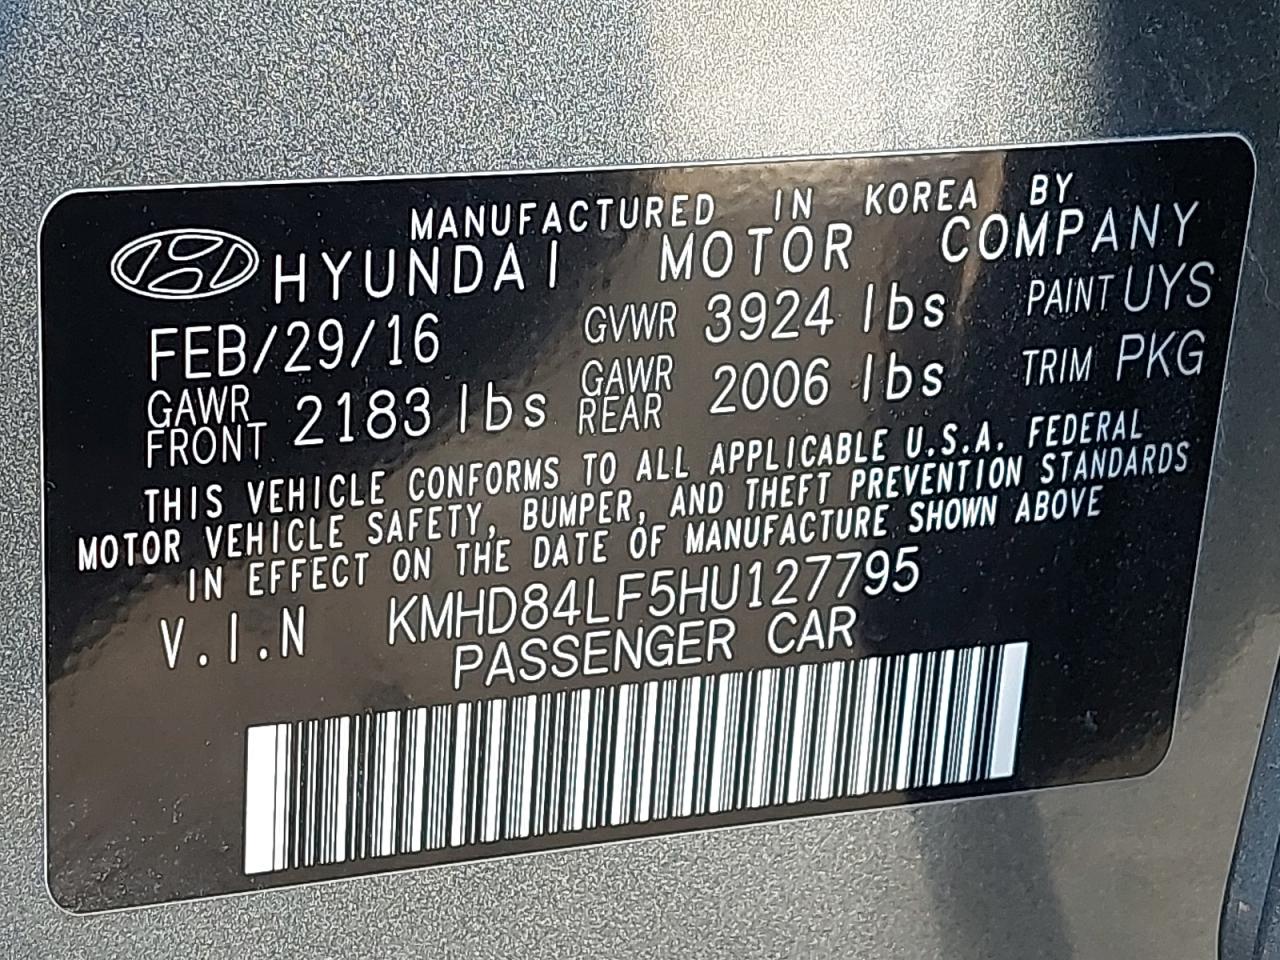 MANUFACTURED IN KOREA BY
HYUNDAI MOTOR COMPANY
FEB/29/16 GVWR 3924 lbs PAINT UYS
GAWR FRONT 2183 lbs GAWR REAR 2006 lbs TRIM PKG
THIS VEHICLE CONFORMS TO ALL APPLICABLE U.S.A. FEDERAL
MOTOR VEHICLE SAFETY, BUMPER, AND THEFT PREVENTION STANDARDS
IN EFFECT ON THE DATE OF MANUFACTURE SHOWN ABOVE
V.I.N KMHD84LF5HU127795
PASSENGER CAR